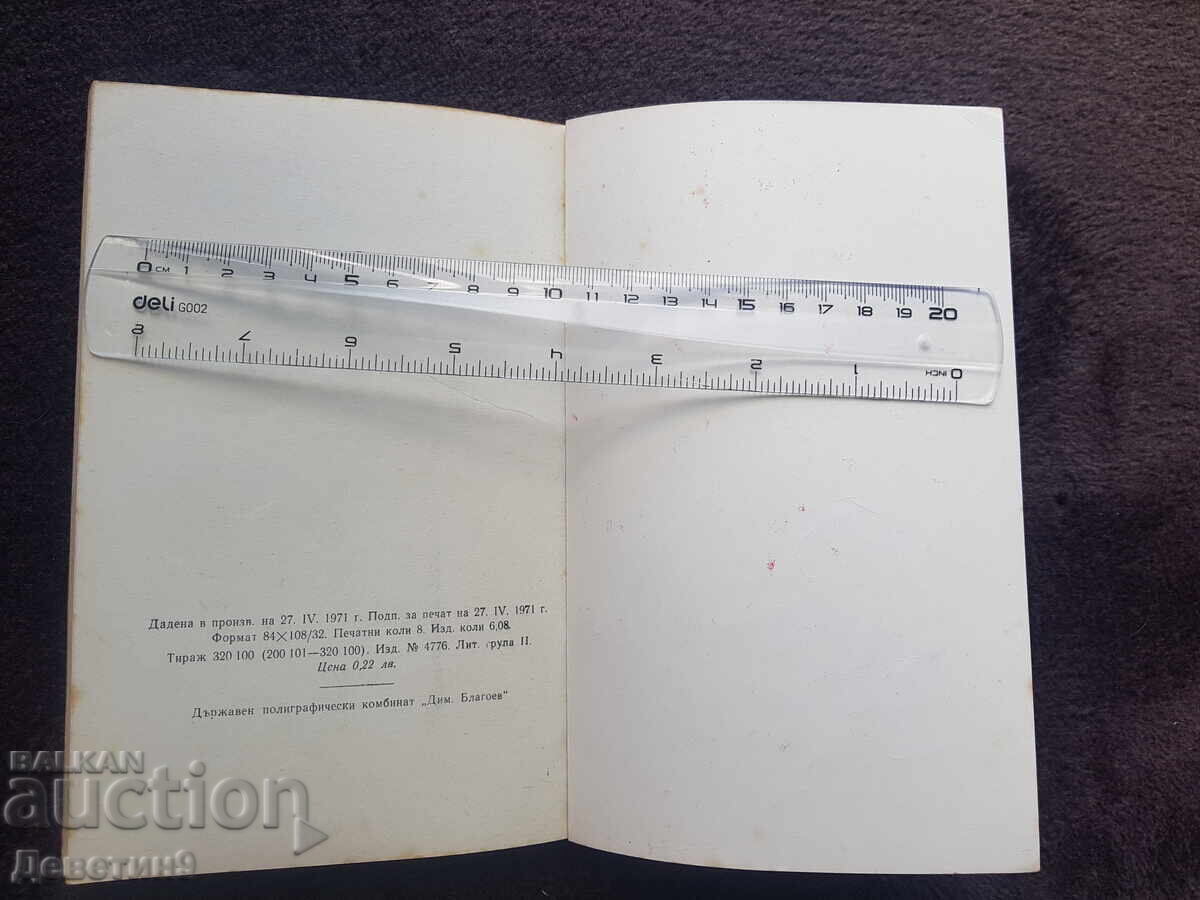 0 CM 1 2 3 4 5 6 7 8 9 10 11 12 13 14 15 16 17 18 19 20
deli G002
8 7 6 5 4 3 2 1 0 INCH
Дадена в произв. на 27. IV. 1971 г. Подп. за печат на 27. IV. 1971 г.
Формат 84×108/32. Печатни коли 8. Изд. коли 6,08.
Тираж 320 100 (200 101—320 100). Изд. № 4776. Лит. група II.
Цена 0,22 лв.
Държавен полиграфически комбинат „Дим. Благоев“
BALKAN
auction
Деветин9